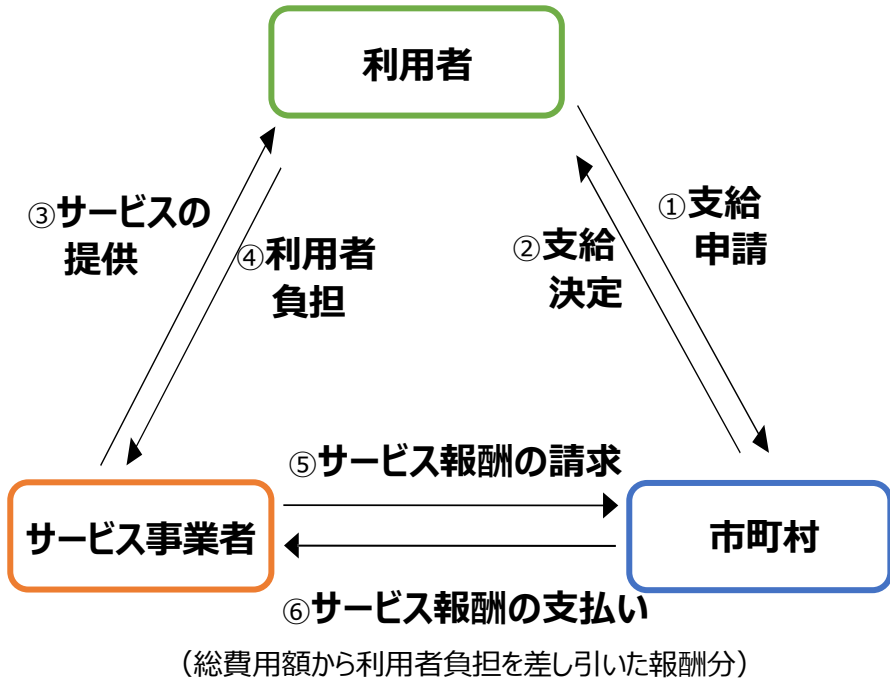 利用者
①支給
申請
②支給
決定
③サービスの
提供
④利用者
負担
⑤サービス報酬の請求
サービス事業者
市町村
⑥サービス報酬の支払い
（総費用額から利用者負担を差し引いた報酬分）